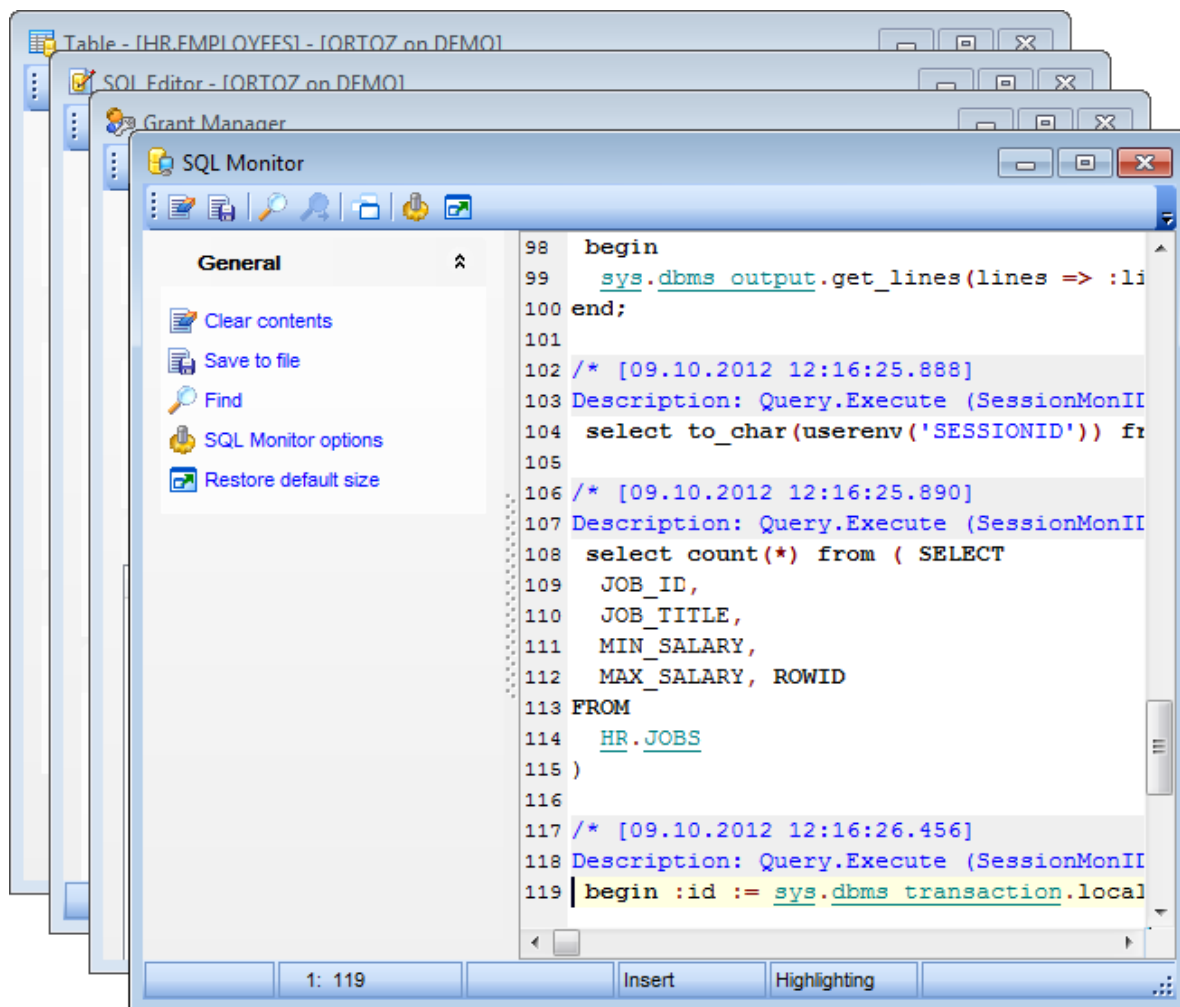 Table - [HR.EMPLOYEES] - [ORTOZ on DEMO]
SQL Editor - [ORTOZ on DEMO]
Grant Manager
SQL Monitor
General
Clear contents
Save to file
Find
SQL Monitor options
Restore default size
98 begin
99 sys.dbms_output.get_lines(lines => :li
100 end;
101
102 /* [09.10.2012 12:16:25.888]
103 Description: Query.Execute (SessionMonII
104 select to_char(userenv('SESSIONID')) fr
105
106 /* [09.10.2012 12:16:25.890]
107 Description: Query.Execute (SessionMonII
108 select count(*) from ( SELECT
109 JOB_ID,
110 JOB_TITLE,
111 MIN_SALARY,
112 MAX_SALARY, ROWID
113 FROM
114 HR.JOBS
115 )
116
117 /* [09.10.2012 12:16:26.456]
118 Description: Query.Execute (SessionMonII
119 begin :id := sys.dbms_transaction.local
1: 119 Insert Highlighting